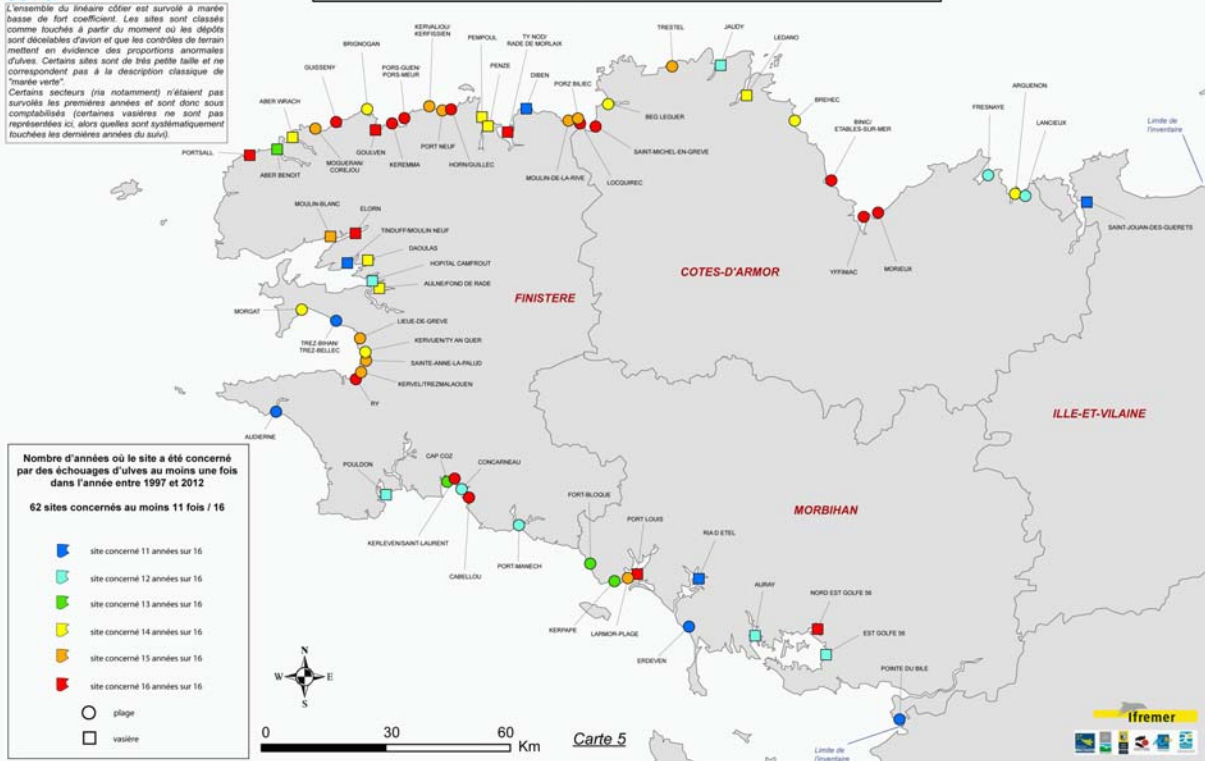 L'ensemble du linéaire côtier est survolé à marée
basse de fort coefficient. Les sites sont classés
comme touchés à partir du moment où les dépôts
sont décelables d'avion et que les contrôles de terrain
mettent en évidence des proportions anormales
d'ulves. Certains sites sont de très petite taille et ne
correspondent pas à la description classique de
"marée verte".
Certains secteurs (ria notamment) n'étaient pas
survolés les premières années et sont donc sous
comptabilisés (certaines vasières ne sont pas
représentées ici, alors quelles sont systématiquement
touchées les dernières années du suivi).
PORTSALL
ABER BENOIT
ABER WRACH
GUISSENY
MOGUERAN/
COREJOU
BRIGNOGAN
GOULVEN
PORS-GUEN/
PORS-MEUR
KEREMMA
KERVALIOU/
KERFISSIEN
PORT NEUF
HORN/GUILLEC
PEMPOUL
PENZE
TY NOD/
RADE DE MORLAIX
DIBEN
PORZ BILIEC
MOULIN-DE-LA-RIVE
LOCQUIREC
SAINT-MICHEL-EN-GREVE
BEG LEGUER
TRESTEL
JAUDY
LEDANO
BREHEC
BINIC/
ETABLES-SUR-MER
YFFINIAC
MORIEUX
FRESNAYE
ARGUENON
LANCIEUX
SAINT-JOUAN-DES-GUERETS
Limite de
l'inventaire
MOULIN-BLANC
ELORN
TINDUFF/MOULIN NEUF
DAOULAS
HOPITAL CAMFROUT
AULNE/FOND DE RADE
MORGAT
TREZ-BIHAN/
TREZ-BELLEC
LIEUE-DE-GREVE
KERVIJEN/TY AN QUER
SAINTE-ANNE-LA-PALUD
KERVEL/TREZMALAOUEN
RY
AUDIERNE
POULDON
CAP COZ
CONCARNEAU
KERLEVEN/SAINT-LAURENT
CABELLOU
PORT-MANECH
FORT-BLOQUE
PORT LOUIS
KERPAPE
LARMOR-PLAGE
RIA D ETEL
ERDEVEN
AURAY
NORD EST GOLFE 56
EST GOLFE 56
POINTE DU BILE
Limite de
l'inventaire
FINISTERE
COTES-D'ARMOR
ILLE-ET-VILAINE
MORBIHAN
Nombre d'années où le site a été concerné
par des échouages d'ulves au moins une fois
dans l'année entre 1997 et 2012
62 sites concernés au moins 11 fois / 16
site concerné 11 années sur 16
site concerné 12 années sur 16
site concerné 13 années sur 16
site concerné 14 années sur 16
site concerné 15 années sur 16
site concerné 16 années sur 16
plage
vasière
N
W E
S
0 30 60
Km
Carte 5
Ifremer